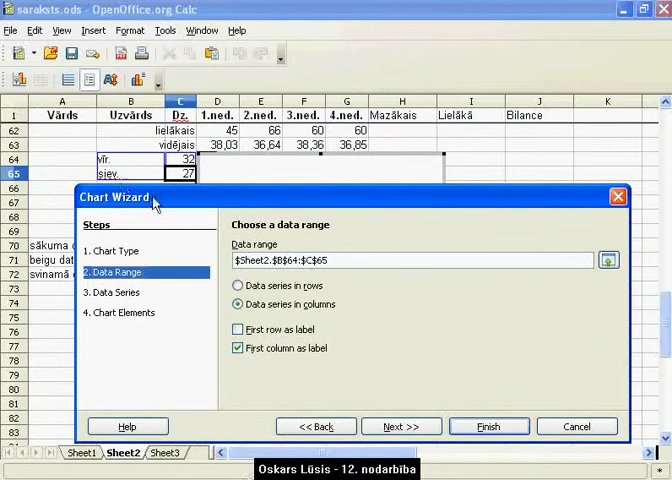 saraksts.ods - OpenOffice.org Calc
File Edit View Insert Format Tools Data Window Help
A B C D E F G H I J K
1 Vārds Uzvārds Dz. 1.ned. 2.ned. 3.ned. 4.ned. Mazākais Lielākā Bilance
62 lielākais 45 66 60 60
63 vidējais 38,03 36,64 38,36 36,85
64 vīr. 32
65 siev. 27
66
67
68
69
70 sākuma d
71 beigu dat
72 svinamā d
73
74
75
76
77
78
79
80
81
82
83
84
Chart Wizard
Steps
1. Chart Type
2. Data Range
3. Data Series
4. Chart Elements
Choose a data range
Data range
$Sheet2.$B$64:$C$65
Data series in rows
Data series in columns
First row as label
First column as label
Help << Back Next >> Finish Cancel
Sheet1 Sheet2 Sheet3
Oskars Lūsis - 12. nodarbība